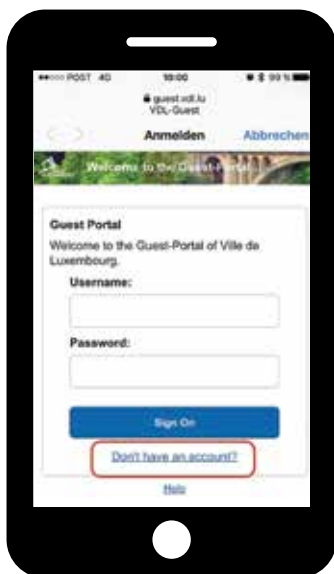 POST 4G 10:00 99 %
guest.vdl.lu
VDL-Guest
Anmelden Abbrechen
Welcome to the Guest-Portal
Guest Portal
Welcome to the Guest-Portal of Ville de
Luxembourg.
Username:
Password:
Sign On
Don't have an account?
Help